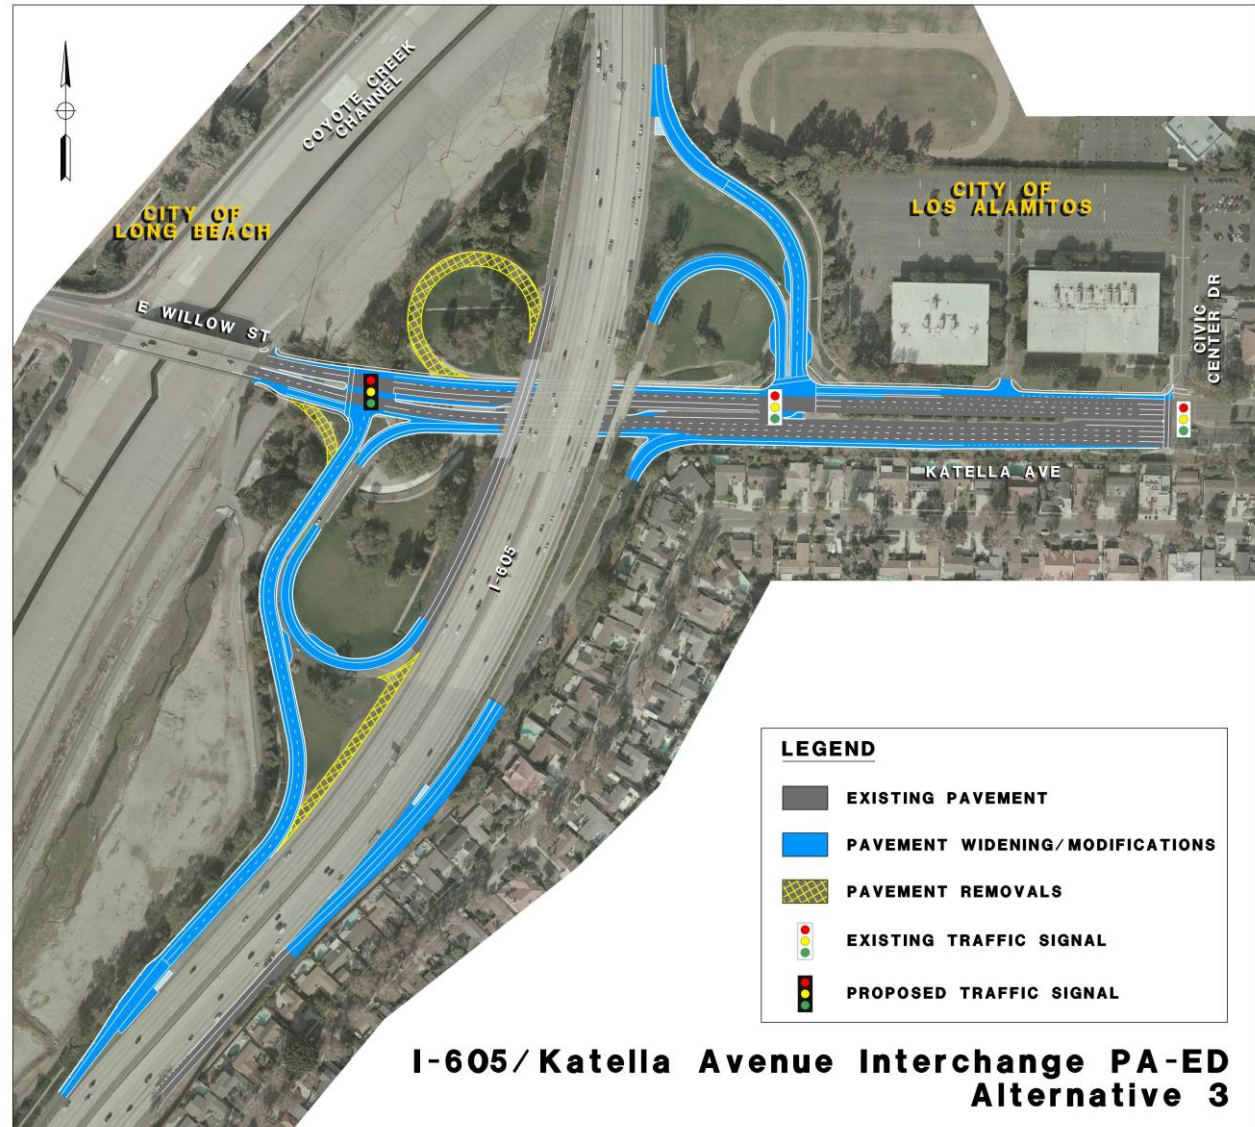 COYOTE CREEK
CHANNEL
CITY OF
LONG BEACH
CITY OF
LOS ALAMITOS
E WILLOW ST
CIVIC
CENTER DR
KATELLA AVE
I-605
LEGEND
EXISTING PAVEMENT
PAVEMENT WIDENING/MODIFICATIONS
PAVEMENT REMOVALS
EXISTING TRAFFIC SIGNAL
PROPOSED TRAFFIC SIGNAL
I-605/Katella Avenue Interchange PA-ED
Alternative 3